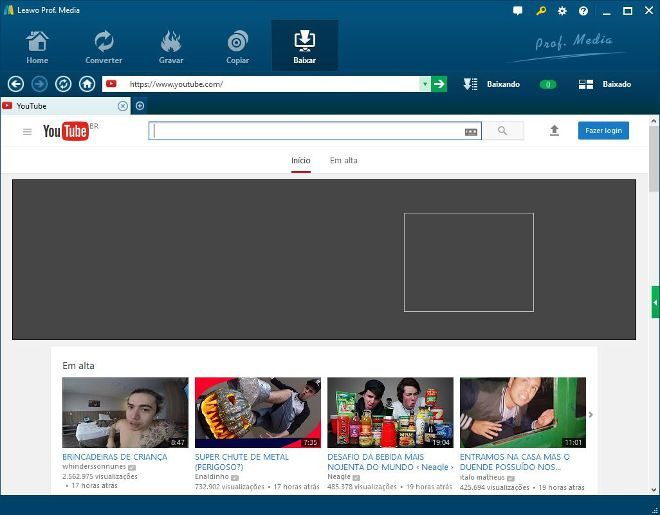 Leawo Prof. Media
Home
Converter
Gravar
Copiar
Baixar
Prof. Media
https://www.youtube.com/
Baixando
0
Baixado
YouTube
YouTube BR
Fazer login
Início
Em alta
Em alta
8:47
7:35
19:04
11:01
BRINCADEIRAS DE CRIANÇA
whinderssonnunes
2.562.975 visualizações
• 17 horas atrás
SUPER CHUTE DE METAL
(PERIGOSO?)
Enaldinho
732.902 visualizações • 17 horas atrás
DESAFIO DA BEBIDA MAIS
NOJENTA DO MUNDO ‹ Neagle ›
Neagle
485.378 visualizações • 19 horas atrás
ENTRAMOS NA CASA MAS O
DUENDE POSSUÍDO NOS...
italo matheus
425.694 visualizações • 19 horas atrás